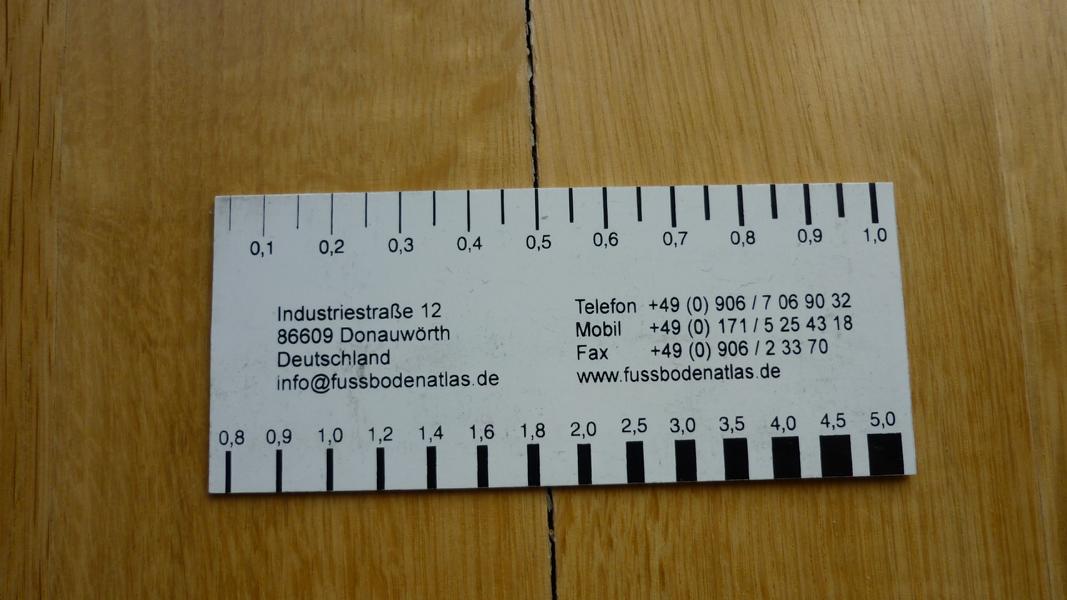 0,1 0,2 0,3 0,4 0,5 0,6 0,7 0,8 0,9 1,0
Industriestraße 12
86609 Donauwörth
Deutschland
info@fussbodenatlas.de
Telefon +49 (0) 906 / 7 06 90 32
Mobil +49 (0) 171 / 5 25 43 18
Fax +49 (0) 906 / 2 33 70
www.fussbodenatlas.de
0,8 0,9 1,0 1,2 1,4 1,6 1,8 2,0 2,5 3,0 3,5 4,0 4,5 5,0